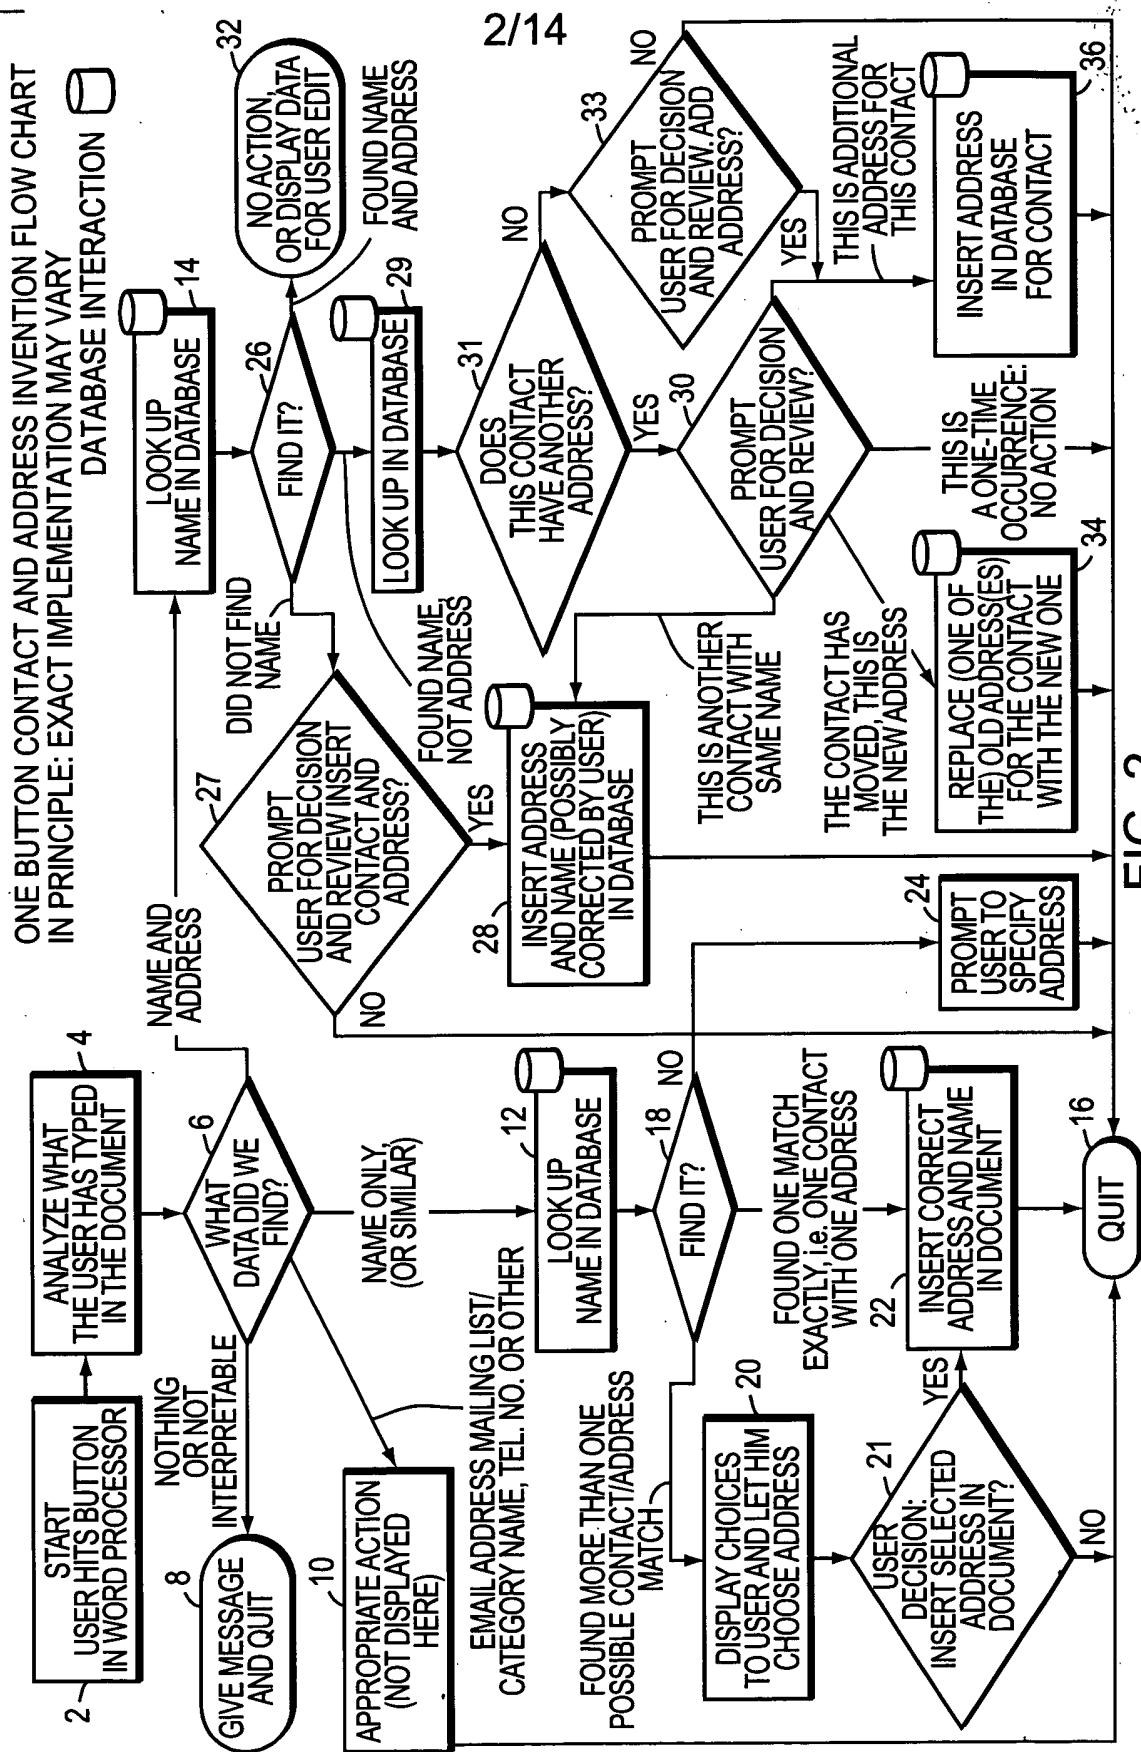 2/14
ONE BUTTON CONTACT AND ADDRESS INVENTION FLOW CHART
IN PRINCIPLE: EXACT IMPLEMENTATION MAY VARY
DATABASE INTERACTION
START
USER HITS BUTTON
IN WORD PROCESSOR
2
ANALYZE WHAT
THE USER HAS TYPED
IN THE DOCUMENT
4
WHAT
DATA DID WE
FIND?
6
NOTHING
OR NOT
INTERPRETABLE
GIVE MESSAGE
AND QUIT
8
APPROPRIATE ACTION
(NOT DISPLAYED
HERE)
10
EMAIL ADDRESS MAILING LIST/
CATEGORY NAME, TEL. NO. OR OTHER
NAME ONLY,
(OR SIMILAR)
NAME AND
ADDRESS
LOOK UP
NAME IN DATABASE
12
FIND IT?
18
NO
FOUND MORE THAN ONE
POSSIBLE CONTACT/ADDRESS
MATCH
DISPLAY CHOICES
TO USER AND LET HIM
CHOOSE ADDRESS
20
USER
DECISION:
INSERT SELECTED
ADDRESS IN
DOCUMENT?
21
YES
NO
FOUND ONE MATCH
EXACTLY, i.e. ONE CONTACT
WITH ONE ADDRESS
INSERT CORRECT
ADDRESS AND NAME
IN DOCUMENT
22
QUIT
16
PROMPT
USER TO
SPECIFY
ADDRESS
24
LOOK UP
NAME IN DATABASE
14
FIND IT?
26
DID NOT FIND
NAME
FOUND NAME
AND ADDRESS
NO ACTION,
OR DISPLAY DATA
FOR USER EDIT
32
FOUND NAME,
NOT ADDRESS
PROMPT
USER FOR DECISION
AND REVIEW INSERT
CONTACT AND
ADDRESS?
27
NO
YES
INSERT ADDRESS
AND NAME (POSSIBLY
CORRECTED BY USER)
IN DATABASE
28
LOOK UP IN DATABASE
29
DOES
THIS CONTACT
HAVE ANOTHER
ADDRESS?
31
NO
YES
PROMPT
USER FOR DECISION
AND REVIEW?
30
PROMPT
USER FOR DECISION
AND REVIEW. ADD
ADDRESS?
33
NO
YES
THIS IS ANOTHER
CONTACT WITH
SAME NAME
THE CONTACT HAS
MOVED, THIS IS
THE NEW ADDRESS
THIS IS
A ONE-TIME
OCCURRENCE:
NO ACTION
THIS IS ADDITIONAL
ADDRESS FOR
THIS CONTACT
REPLACE (ONE OF
THE) OLD ADDRESS(ES)
FOR THE CONTACT
WITH THE NEW ONE
34
INSERT ADDRESS
IN DATABASE
FOR CONTACT
36
FIG. 2